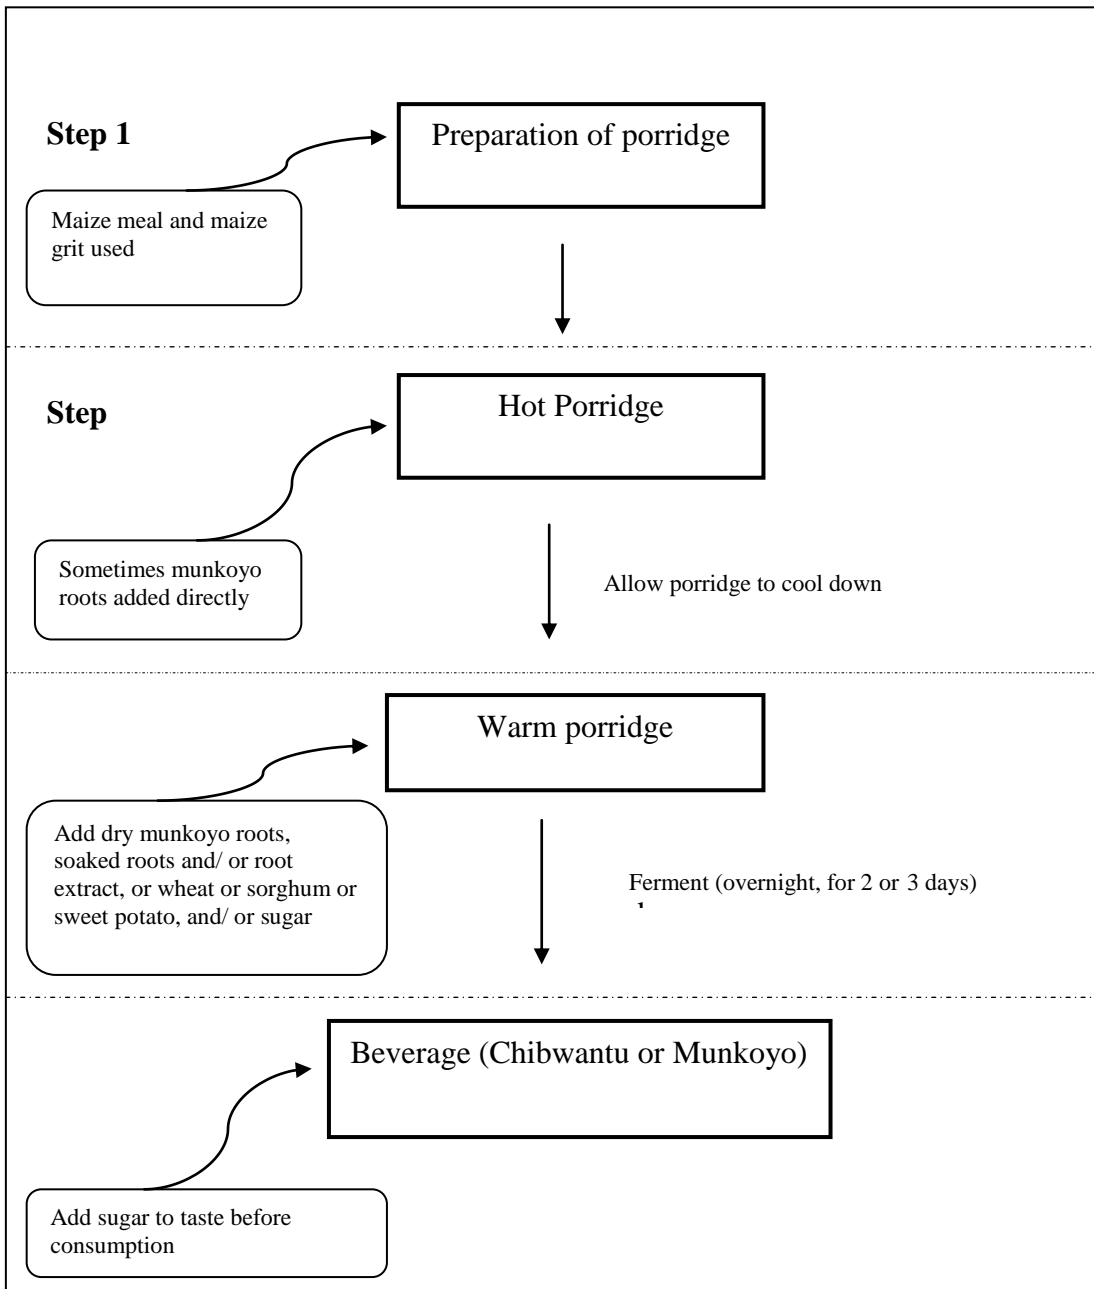 Step 1
Preparation of porridge
Maize meal and maize
grit used
Step
Hot Porridge
Sometimes munkoyo
roots added directly
Allow porridge to cool down
Warm porridge
Add dry munkoyo roots,
soaked roots and/ or root
extract, or wheat or sorghum or
sweet potato, and/ or sugar
Ferment (overnight, for 2 or 3 days)
Beverage (Chibwantu or Munkoyo)
Add sugar to taste before
consumption